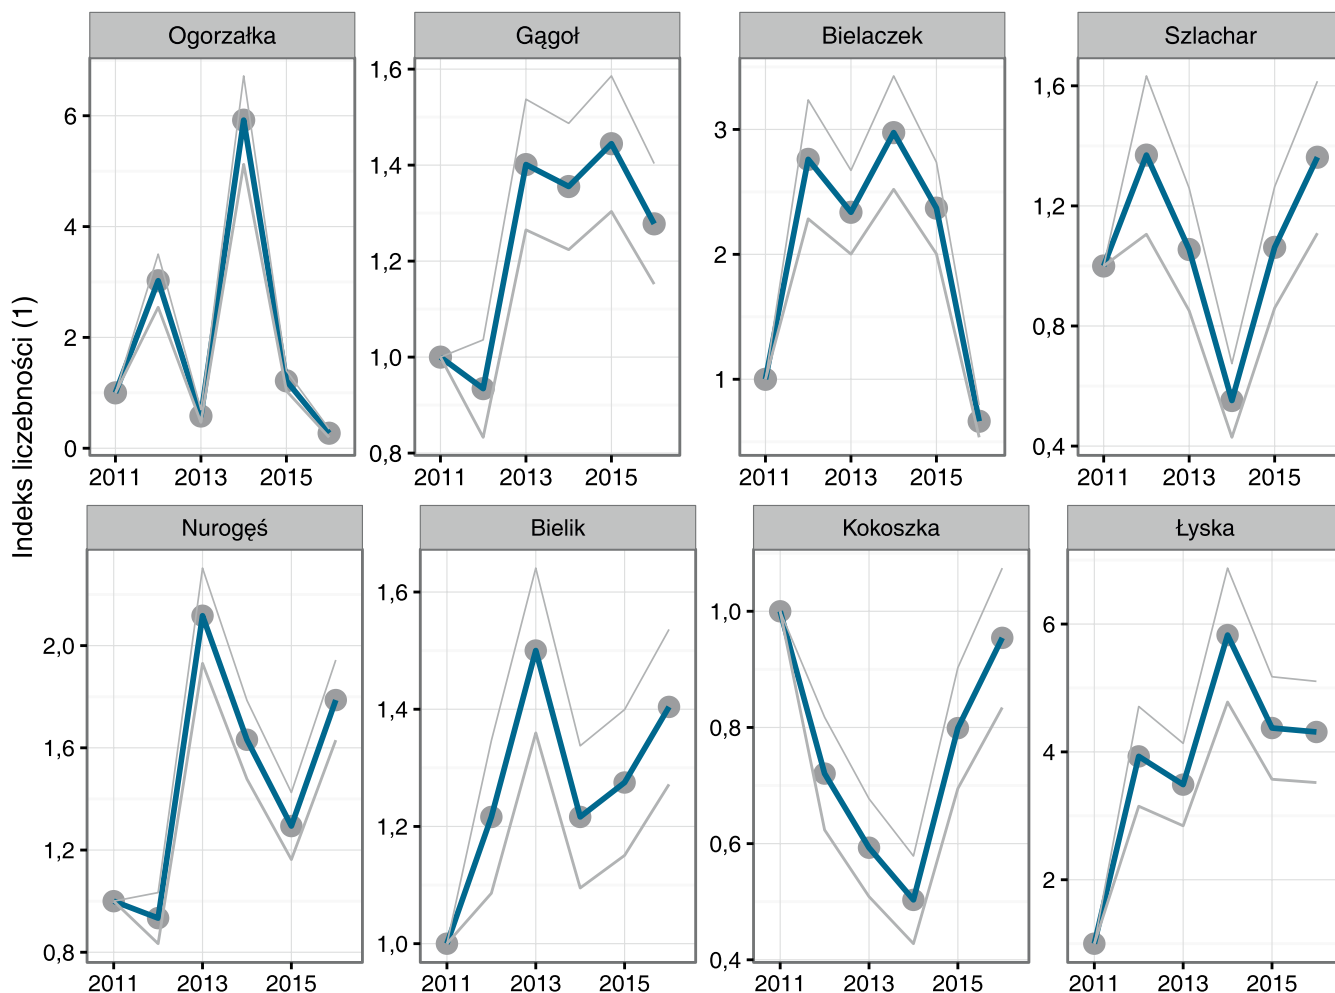 Ogorzałka
Gągoł
Bielaczek
Szlachar
6
4
2
0
2011 2013 2015
1,6
1,4
1,2
1,0
0,8
2011 2013 2015
3
2
1
2011 2013 2015
1,6
1,2
0,8
0,4
2011 2013 2015
Indeks liczebności (1)
Nurogęś
Bielik
Kokoszka
Łyska
2,0
1,6
1,2
0,8
2011 2013 2015
1,6
1,4
1,2
1,0
2011 2013 2015
1,0
0,8
0,6
0,4
2011 2013 2015
6
4
2
2011 2013 2015